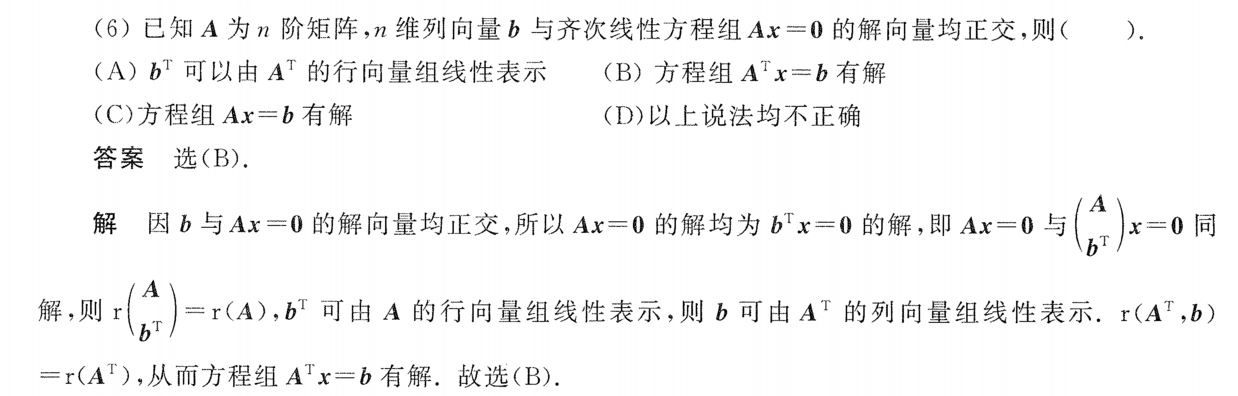 (6) 已知 A 为 n 阶矩阵,n 维列向量 b 与齐次线性方程组 Ax=0 的解向量均正交,则(　　).
(A) bᵀ 可以由 Aᵀ 的行向量组线性表示　　(B) 方程组 Aᵀx=b 有解
(C)方程组 Ax=b 有解　　(D)以上说法均不正确
答案　选(B).
解　因 b 与 Ax=0 的解向量均正交,所以 Ax=0 的解均为 bᵀx=0 的解,即 Ax=0 与(A
bᵀ)x=0 同
解,则 r(A
bᵀ)=r(A),bᵀ 可由 A 的行向量组线性表示,则 b 可由 Aᵀ 的列向量组线性表示. r(Aᵀ,b)
=r(Aᵀ),从而方程组 Aᵀx=b 有解. 故选(B).